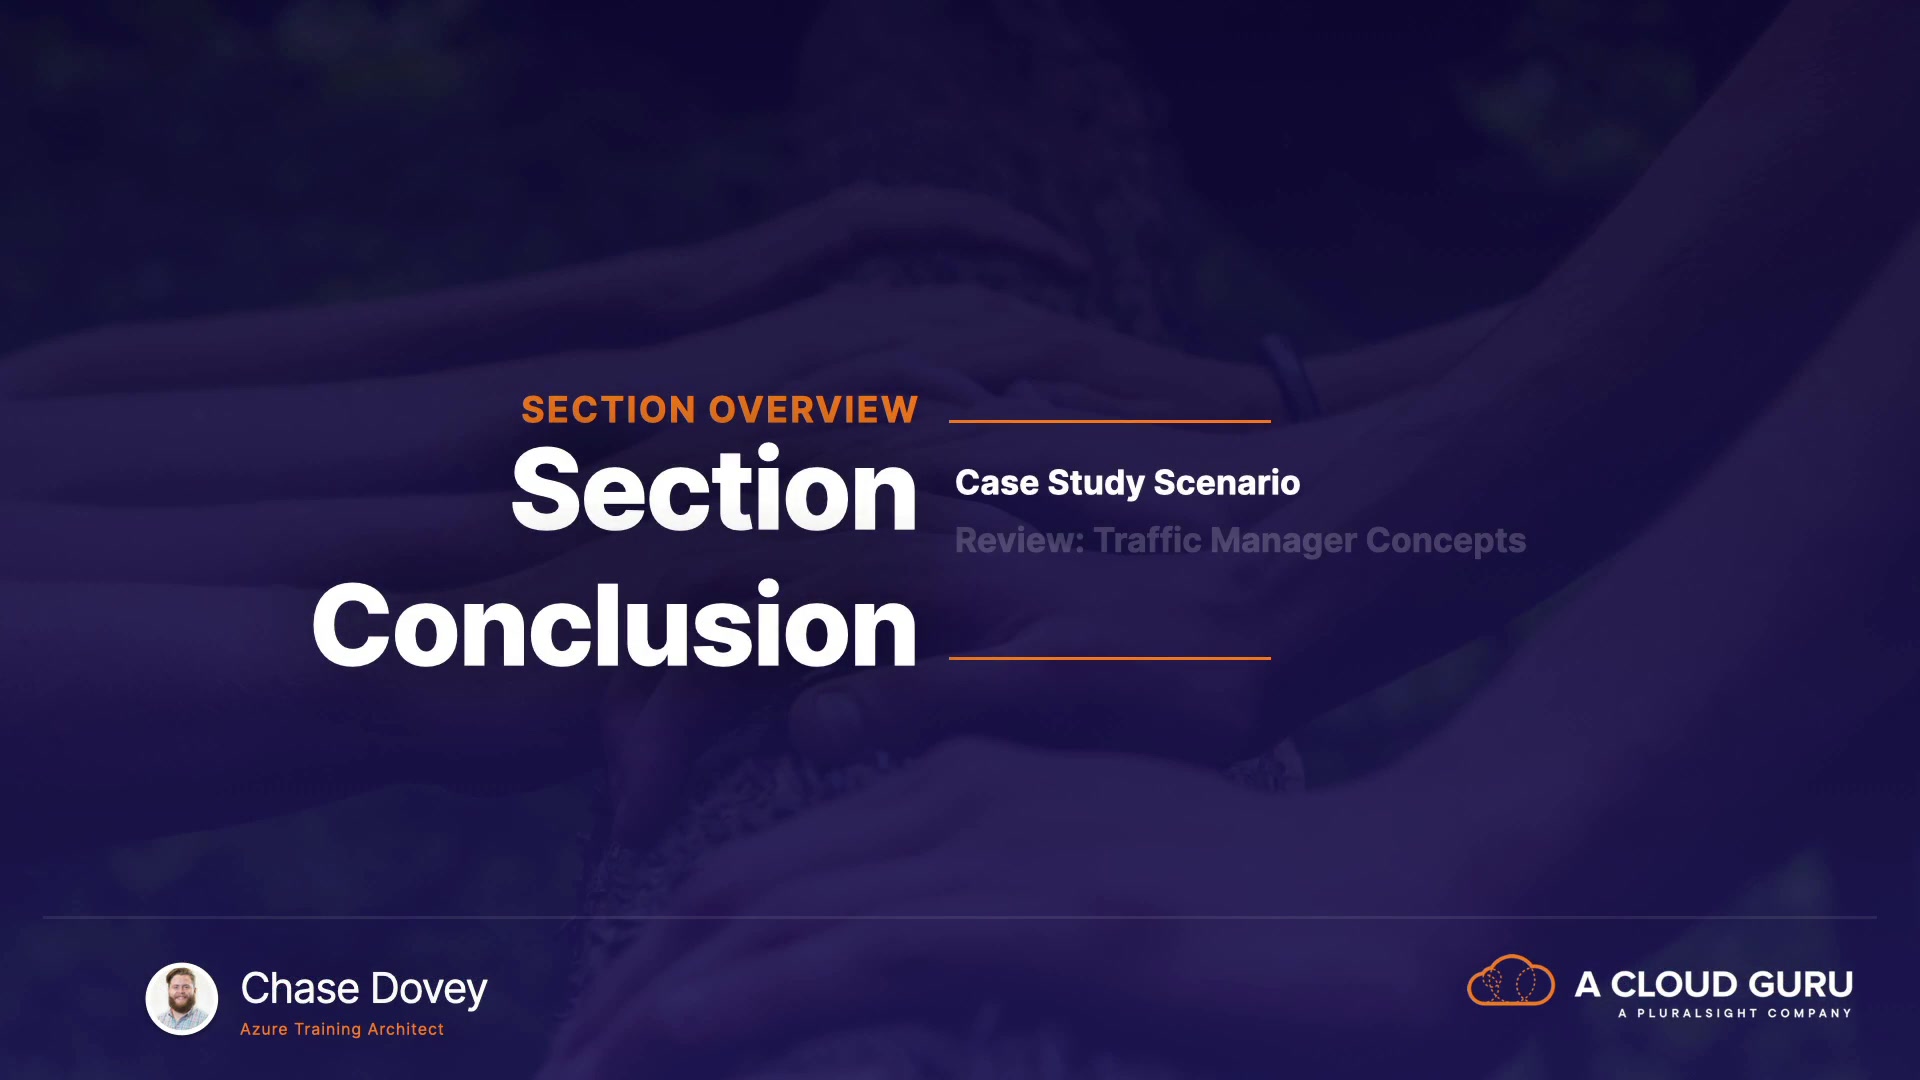 SECTION OVERVIEW
Section
Conclusion
Case Study Scenario
Review: Traffic Manager Concepts
Chase Dovey
Azure Training Architect
A CLOUD GURU
A PLURALSIGHT COMPANY